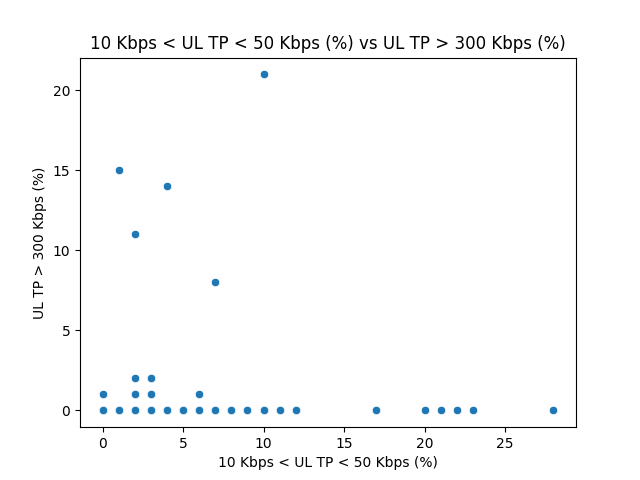 10 Kbps < UL TP < 50 Kbps (%) vs UL TP > 300 Kbps (%)
UL TP > 300 Kbps (%)
20
15
10
5
0
0 5 10 15 20 25
10 Kbps < UL TP < 50 Kbps (%)